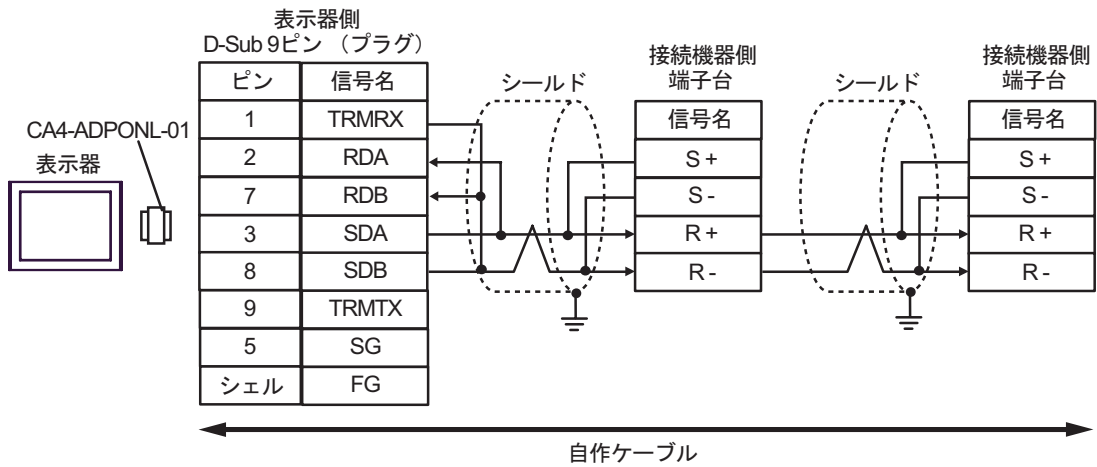 表示器側
D-Sub 9ピン （プラグ）
ピン 信号名
1 TRMRX
2 RDA
7 RDB
3 SDA
8 SDB
9 TRMTX
5 SG
シェル FG
CA4-ADPONL-01
表示器
シールド
接続機器側
端子台
信号名
S+
S-
R+
R-
シールド
接続機器側
端子台
信号名
S+
S-
R+
R-
自作ケーブル